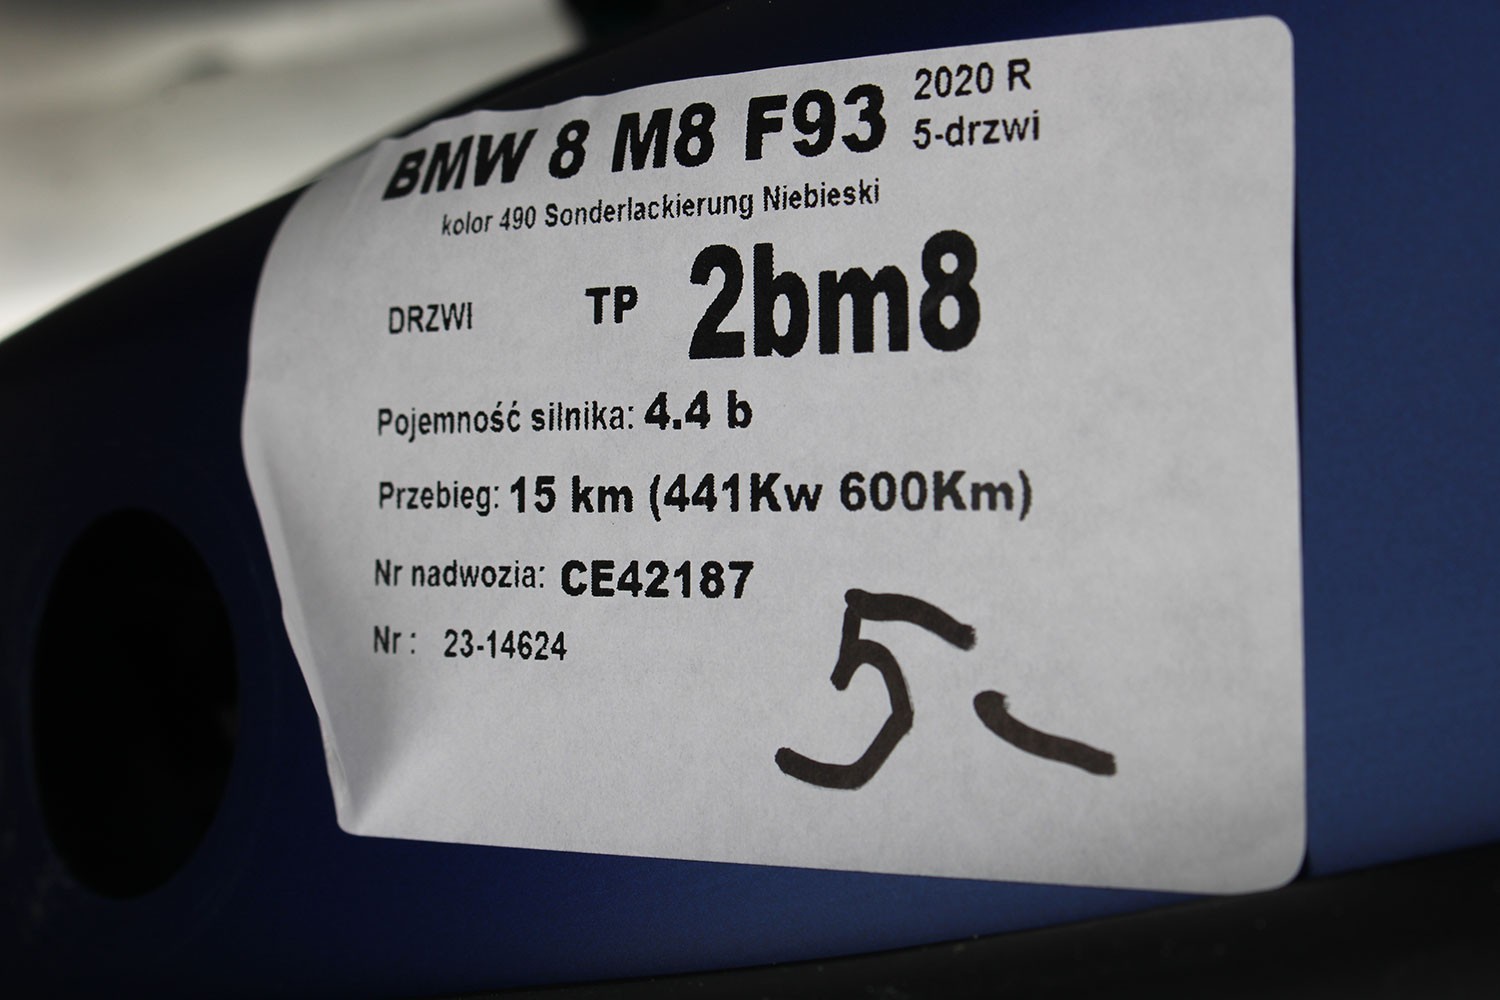 BMW 8 M8 F93 2020 R
5-drzwi
kolor 490 Sonderlackierung Niebieski
DRZWI TP 2bm8
Pojemność silnika: 4.4 b
Przebieg: 15 km (441Kw 600Km)
Nr nadwozia: CE42187
Nr : 23-14624
5-